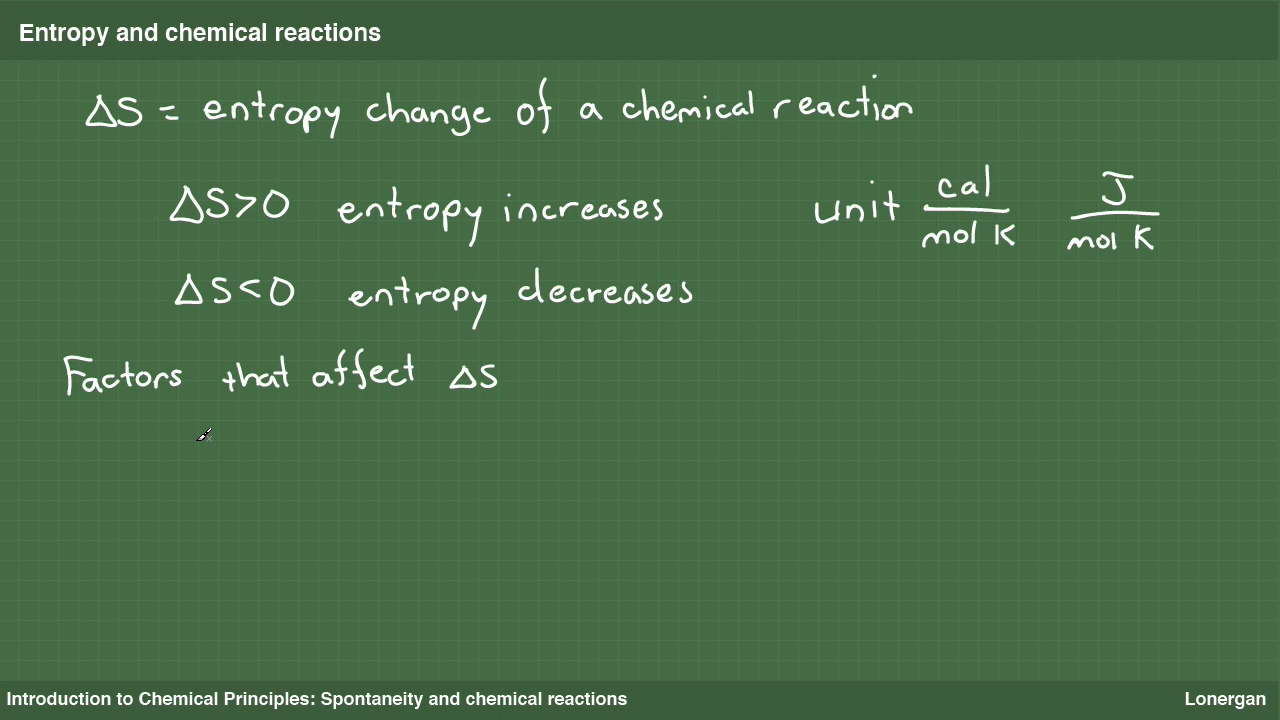 Entropy and chemical reactions
ΔS = entropy change of a chemical reaction
ΔS>0 entropy increases unit cal/mol K J/mol K
ΔS<0 entropy decreases
Factors that affect ΔS
Introduction to Chemical Principles: Spontaneity and chemical reactions Lonergan